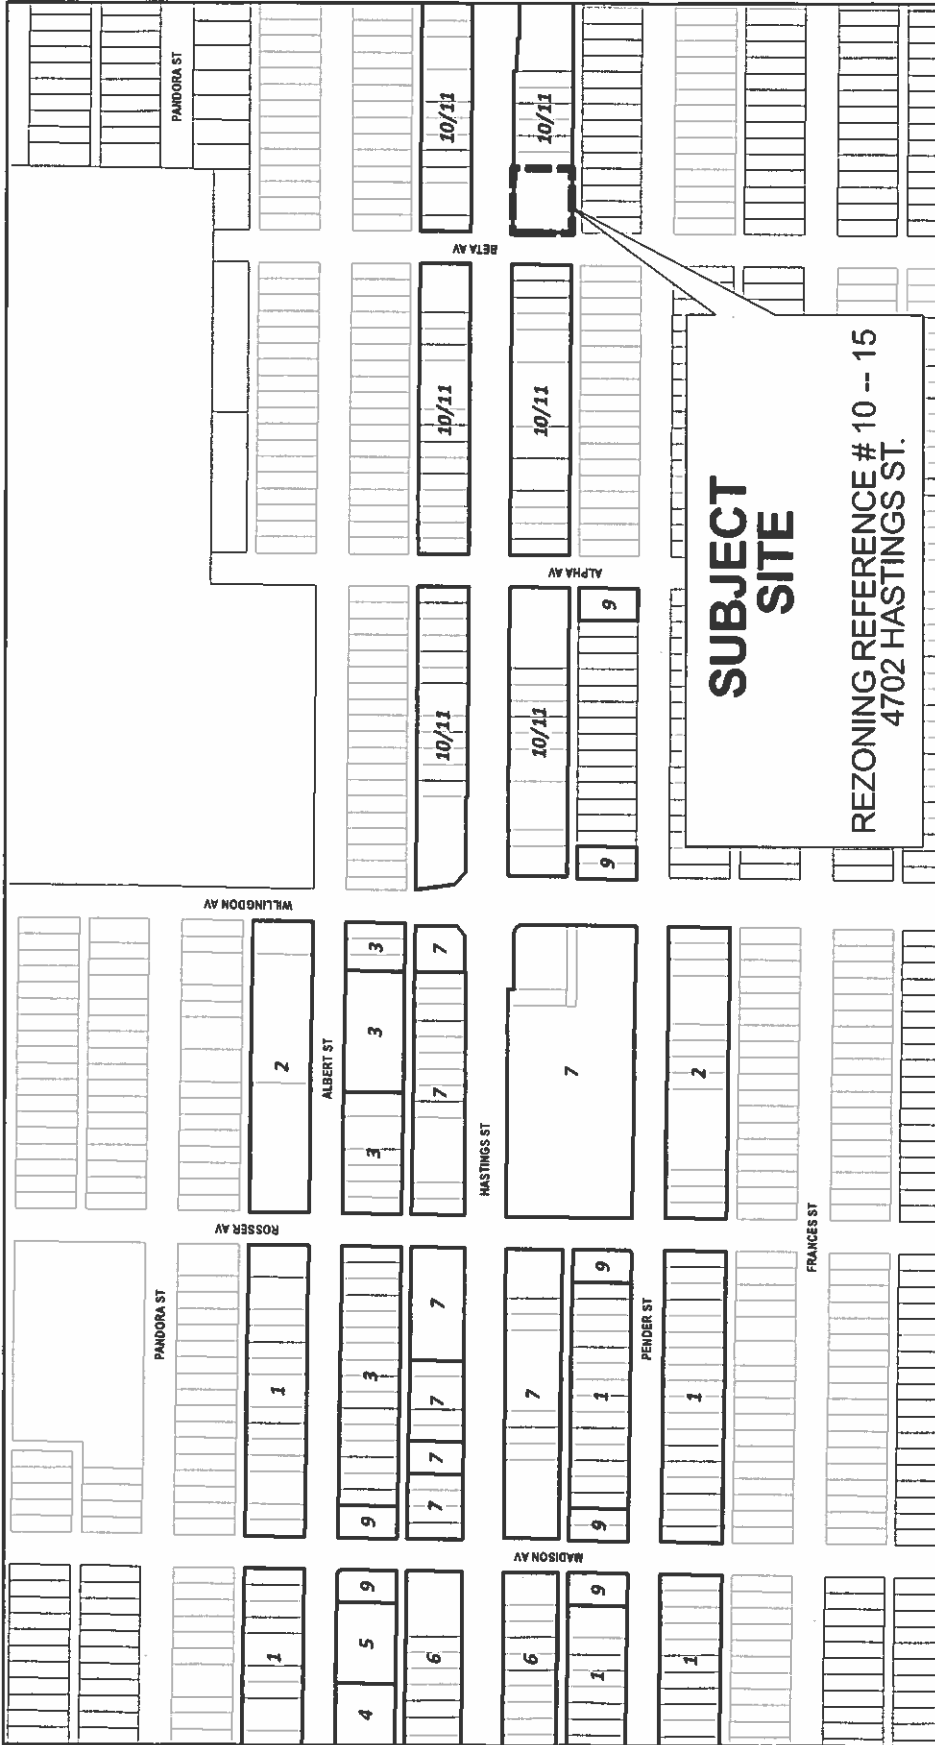 PANDORA ST
10/11
10/11
BETA AV
10/11
10/11
ALPHA AV
9
10/11
10/11
9
SUBJECT
SITE
REZONING REFERENCE # 10 -- 15
4702 HASTINGS ST.
WILLINGDON AV
2
ALBERT ST
3
3
3
7
7
HASTINGS ST
7
2
ROSSER AV
PANDORA ST
1
3
9
7
7
7
7
7
9
1
9
PENDER ST
1
FRANCES ST
MADISON AV
1
9
5
4
6
6
9
1
1